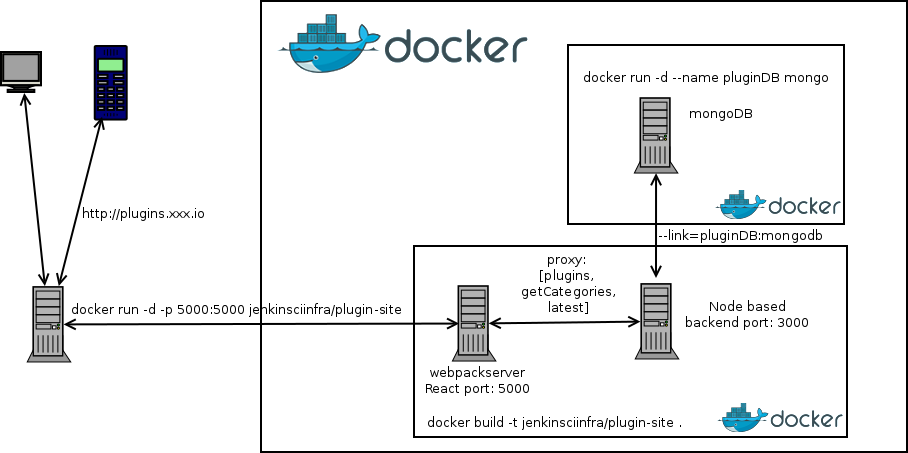 docker
docker run -d --name pluginDB mongo
mongoDB
docker
http://plugins.xxx.io
--link=pluginDB:mongodb
proxy:
[plugins,
getCategories,
latest]
docker run -d -p 5000:5000 jenkinsciinfra/plugin-site
Node based
backend port: 3000
webpackserver
React port: 5000
docker build -t jenkinsciinfra/plugin-site .
docker